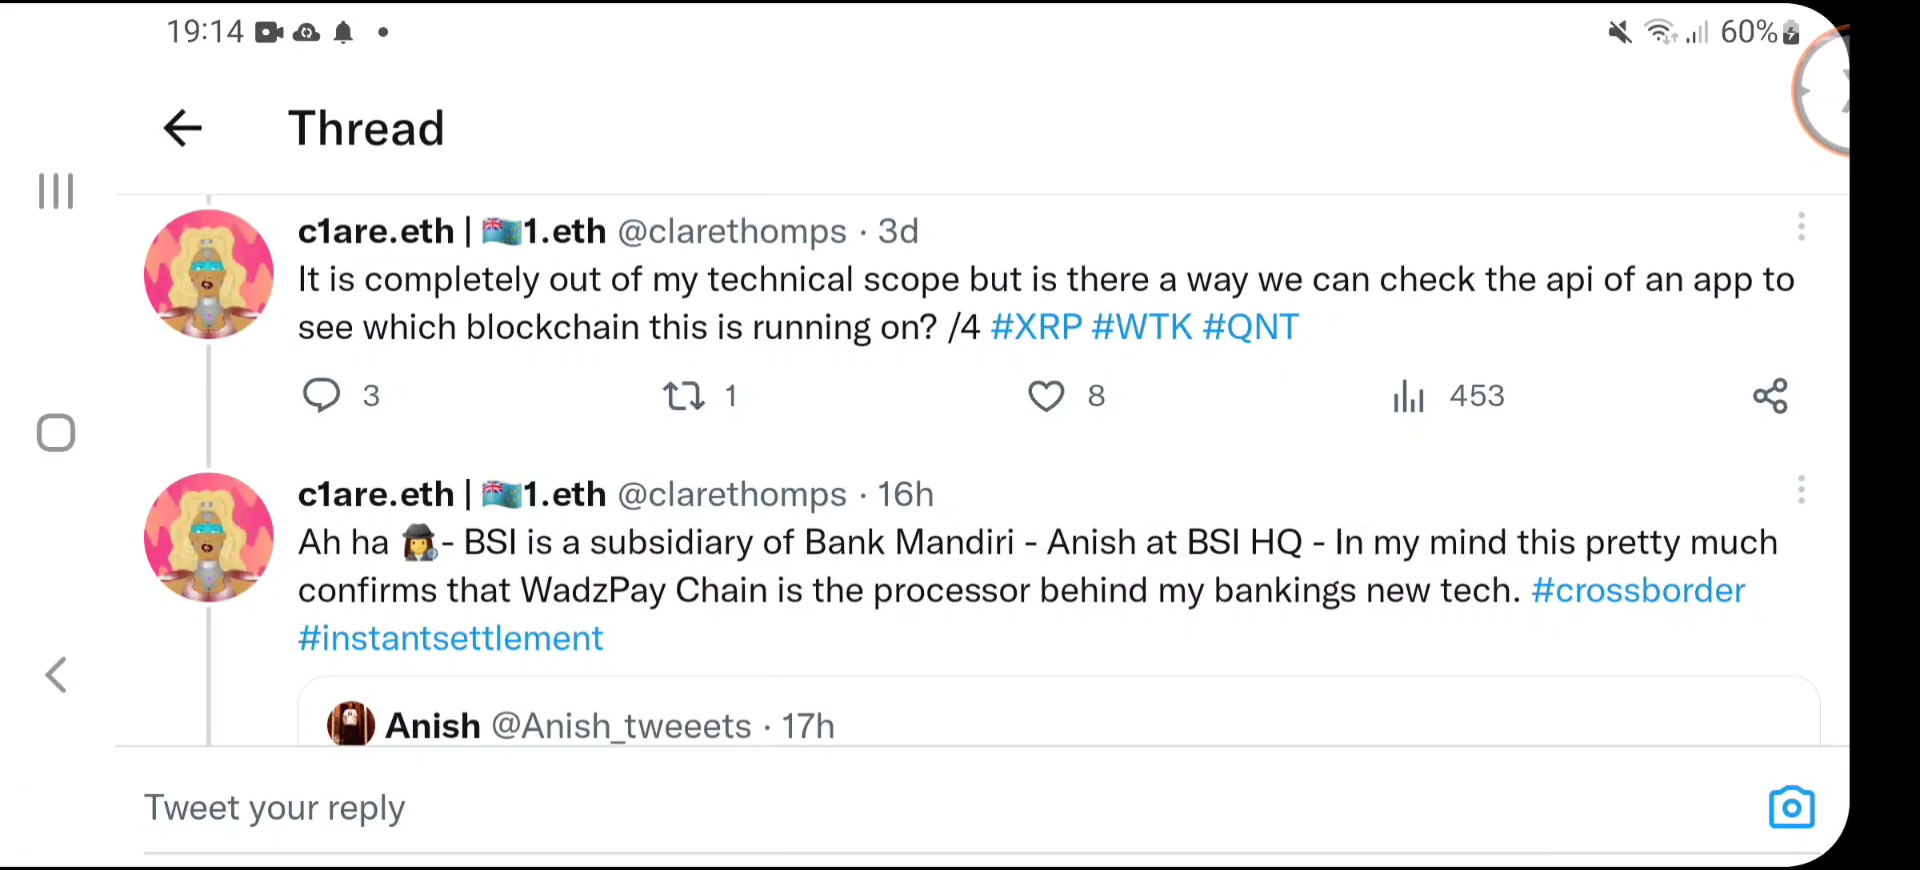 19:14
60%
Thread
c1are.eth | 🇹🇻1.eth @clarethomps · 3d
It is completely out of my technical scope but is there a way we can check the api of an app to
see which blockchain this is running on? /4 #XRP #WTK #QNT
3 1 8 453
c1are.eth | 🇹🇻1.eth @clarethomps · 16h
Ah ha 🕵️‍♀️- BSI is a subsidiary of Bank Mandiri - Anish at BSI HQ - In my mind this pretty much
confirms that WadzPay Chain is the processor behind my bankings new tech. #crossborder
#instantsettlement
Anish @Anish_tweeets · 17h
Tweet your reply